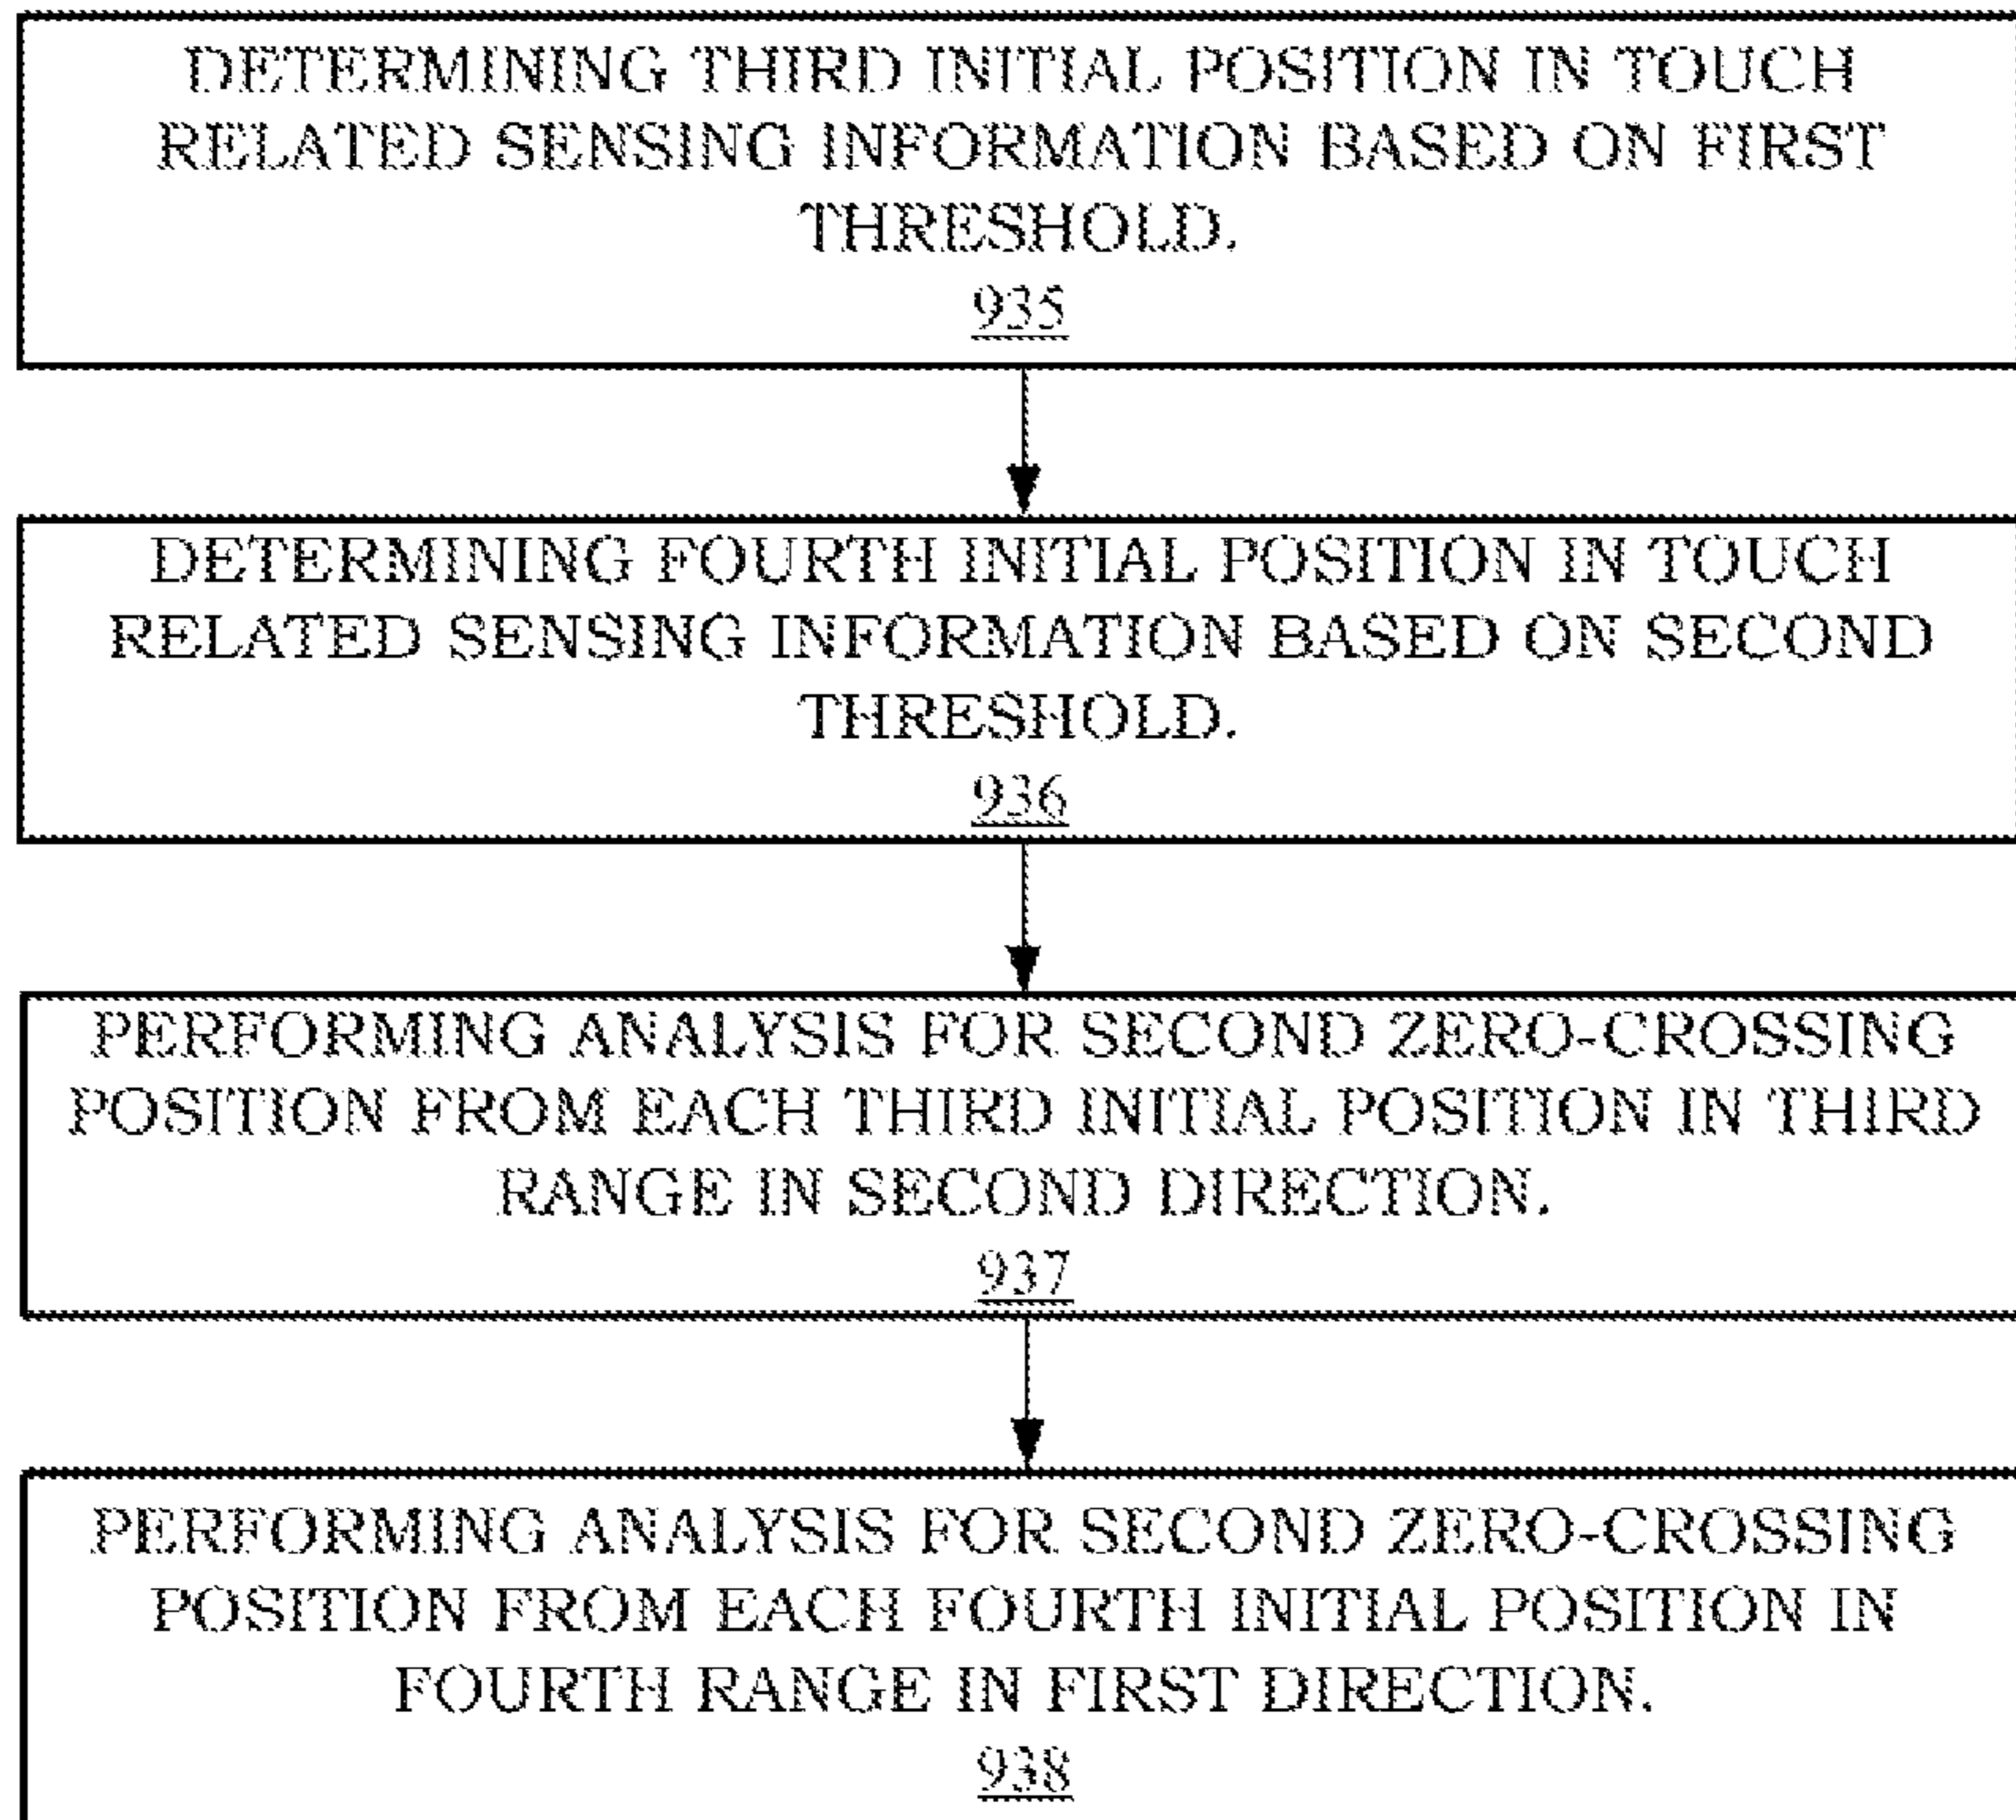 DETERMINING THIRD INITIAL POSITION IN TOUCH
RELATED SENSING INFORMATION BASED ON FIRST
THRESHOLD.
935
DETERMINING FOURTH INITIAL POSITION IN TOUCH
RELATED SENSING INFORMATION BASED ON SECOND
THRESHOLD.
936
PERFORMING ANALYSIS FOR SECOND ZERO-CROSSING
POSITION FROM EACH THIRD INITIAL POSITION IN THIRD
RANGE IN SECOND DIRECTION.
937
PERFORMING ANALYSIS FOR SECOND ZERO-CROSSING
POSITION FROM EACH FOURTH INITIAL POSITION IN
FOURTH RANGE IN FIRST DIRECTION.
938